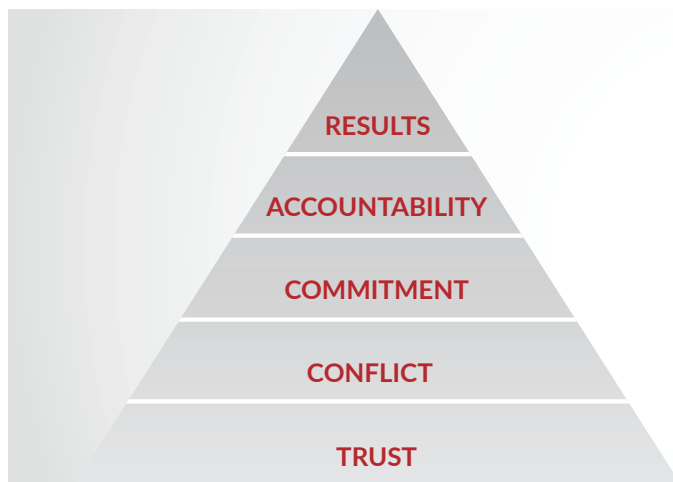 RESULTS
ACCOUNTABILITY
COMMITMENT
CONFLICT
TRUST